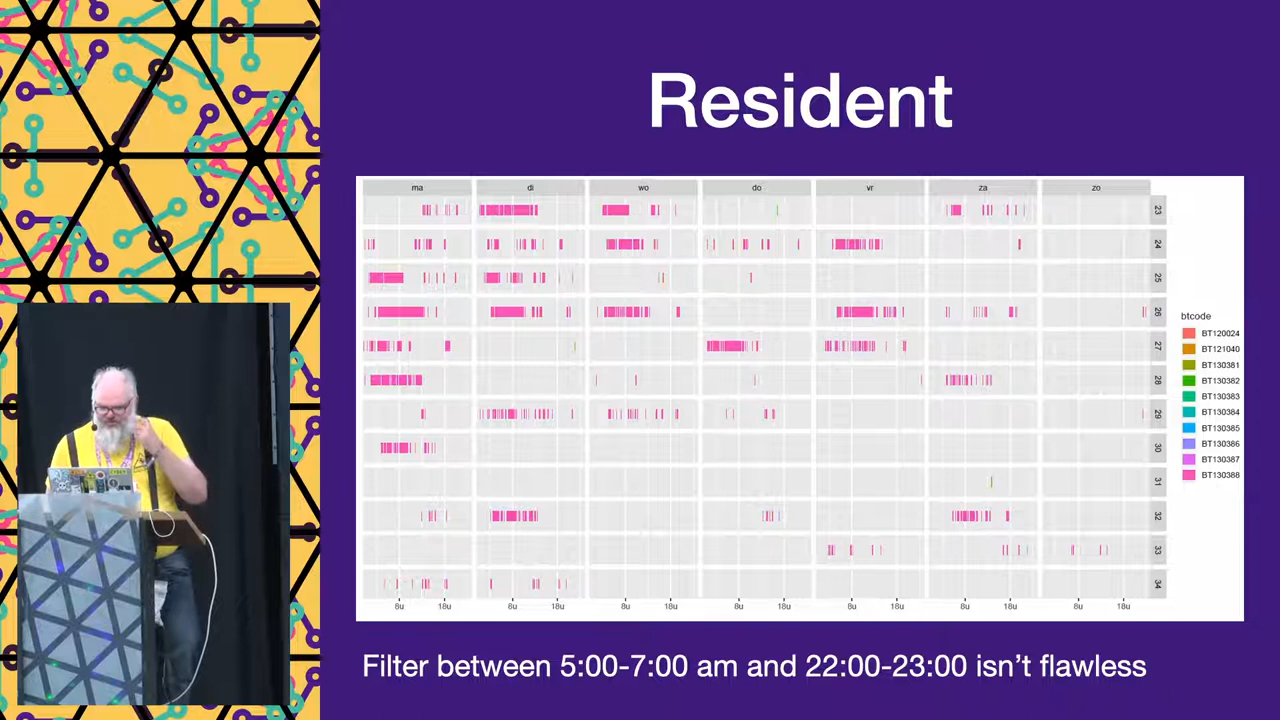 Resident
ma di wo do vr za zo
23
24
25
26
27
28
29
30
31
32
33
34
btcode
BT120024
BT121040
BT130381
BT130382
BT130383
BT130384
BT130385
BT130386
BT130387
BT130388
8u 18u 8u 18u 8u 18u 8u 18u 8u 18u 8u 18u 8u 18u
Filter between 5:00-7:00 am and 22:00-23:00 isn’t flawless